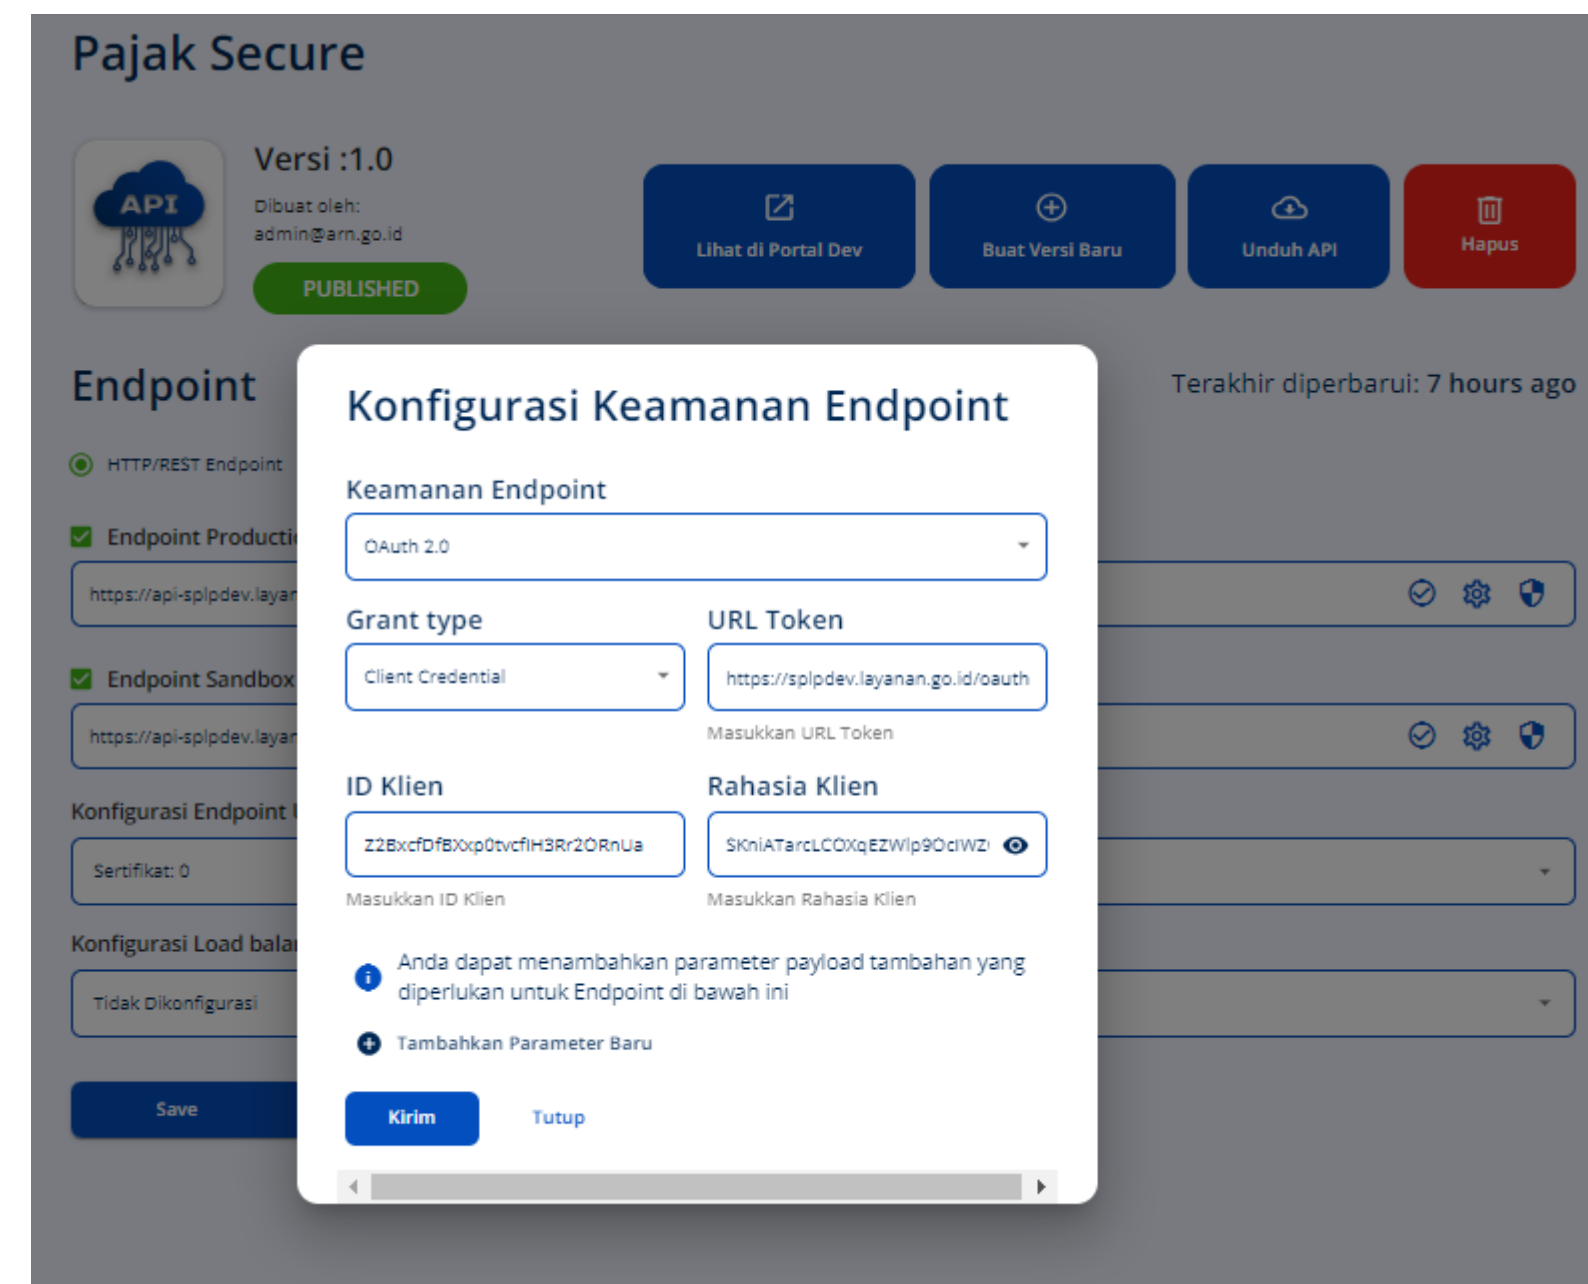 Pajak Secure
API
Versi :1.0
Dibuat oleh:
admin@arn.go.id
PUBLISHED
Lihat di Portal Dev
Buat Versi Baru
Unduh API
Hapus
Endpoint
Terakhir diperbarui: 7 hours ago
HTTP/REST Endpoint
Endpoint Producti
https://api-splpdev.layan
Endpoint Sandbox
https://api-splpdev.layan
Konfigurasi Endpoint
Sertifikat: 0
Konfigurasi Load bala
Tidak Dikonfigurasi
Save
Konfigurasi Keamanan Endpoint
Keamanan Endpoint
OAuth 2.0
Grant type
URL Token
Client Credential
https://splpdev.layanan.go.id/oauth
Masukkan URL Token
ID Klien
Rahasia Klien
Masukkan ID Klien
Masukkan Rahasia Klien
Anda dapat menambahkan parameter payload tambahan yang
diperlukan untuk Endpoint di bawah ini
Tambahkan Parameter Baru
Kirim
Tutup